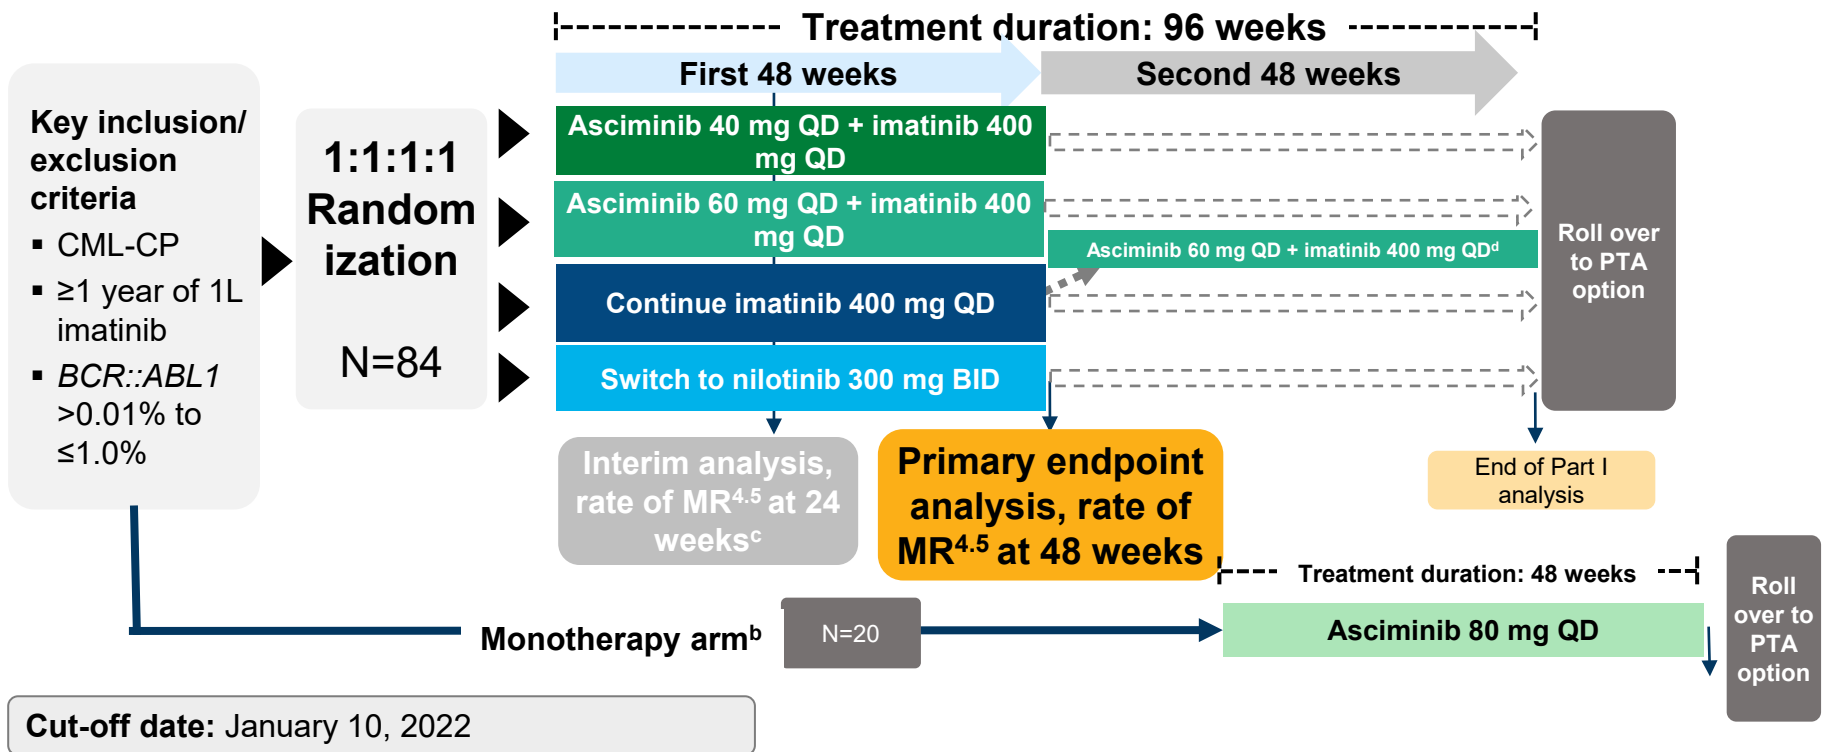 Treatment duration: 96 weeks
First 48 weeks
Second 48 weeks
Key inclusion/
exclusion
criteria
▪ CML-CP
▪ ≥1 year of 1L
imatinib
▪ BCR::ABL1
>0.01% to
≤1.0%
1:1:1:1
Random
ization
N=84
Asciminib 40 mg QD + imatinib 400
mg QD
Asciminib 60 mg QD + imatinib 400
mg QD
Asciminib 60 mg QD + imatinib 400 mg QDᵈ
Continue imatinib 400 mg QD
Switch to nilotinib 300 mg BID
Roll over
to PTA
option
Interim analysis,
rate of MR⁴·⁵ at 24
weeksᶜ
Primary endpoint
analysis, rate of
MR⁴·⁵ at 48 weeks
End of Part I
analysis
Treatment duration: 48 weeks
Monotherapy armᵇ
N=20
Asciminib 80 mg QD
Roll
over to
PTA
option
Cut-off date: January 10, 2022